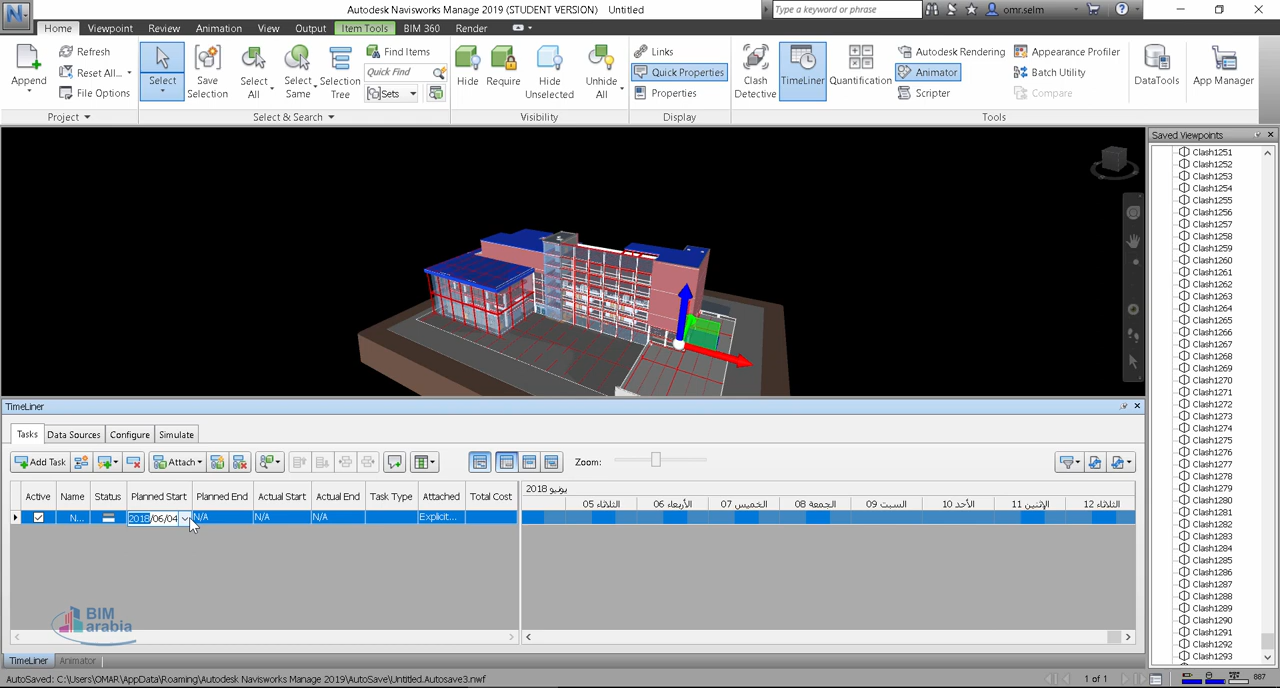 Autodesk Navisworks Manage 2019 (STUDENT VERSION) Untitled
Type a keyword or phrase
omr.selm
Home Viewpoint Review Animation View Output Item Tools BIM 360 Render
Append
Refresh
Reset All...
File Options
Project
Select
Save Selection
Select All
Select Same
Selection Tree
Find Items
Quick Find
Sets
Select & Search
Hide
Require
Hide Unselected
Unhide All
Visibility
Links
Quick Properties
Properties
Display
Clash Detective
TimeLiner
Quantification
Autodesk Rendering
Animator
Scripter
Appearance Profiler
Batch Utility
Compare
Tools
DataTools
App Manager
Saved Viewpoints
Clash1251
Clash1252
Clash1253
Clash1254
Clash1255
Clash1256
Clash1257
Clash1258
Clash1259
Clash1260
Clash1261
Clash1262
Clash1263
Clash1264
Clash1265
Clash1266
Clash1267
Clash1268
Clash1269
Clash1270
Clash1271
Clash1272
Clash1273
Clash1274
Clash1275
Clash1276
Clash1277
Clash1278
Clash1279
Clash1280
Clash1281
Clash1282
Clash1283
Clash1284
Clash1285
Clash1286
Clash1287
Clash1288
Clash1289
Clash1290
Clash1291
Clash1292
Clash1293
TimeLiner
Tasks Data Sources Configure Simulate
Add Task
Attach
Zoom:
Active Name Status Planned Start Planned End Actual Start Actual End Task Type Attached Total Cost
N... 2018/06/04 N/A N/A N/A Explicit...
يونيو 2018
الثلاثاء 05 الأربعاء 06 الخميس 07 الجمعة 08 السبت 09 الأحد 10 الإثنين 11 الثلاثاء 12
BIM
arabia
TimeLiner Animator
AutoSaved: C:\Users\OMAR\AppData\Roaming\Autodesk Navisworks Manage 2019\AutoSave\Untitled.Autosave3.nwf
1 of 1
887